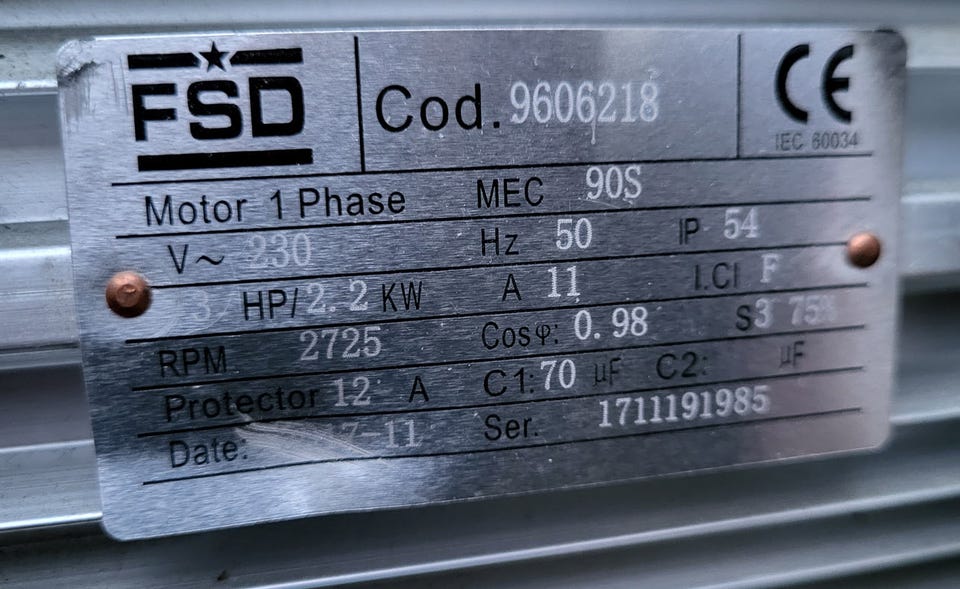 FSD Cod. 9606218 CE
IEC 60034
Motor 1 Phase MEC 90S
V~ 230 Hz 50 IP 54
3 HP/2.2 KW A 11 I.Cl F
RPM 2725 Cosφ: 0.98 S3 75%
Protector 12 A C1: 70 µF C2: µF
Date: 17-11 Ser. 1711191985